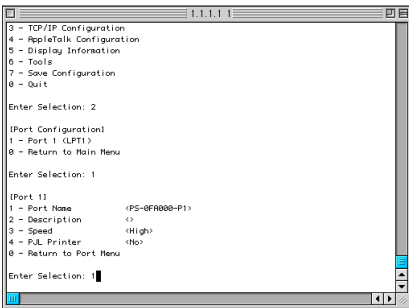 1.1.1.1 1
3 - TCP/IP Configuration
4 - AppleTalk Configuration
5 - Display Information
6 - Tools
7 - Save Configuration
0 - Quit
Enter Selection: 2
[Port Configuration]
1 - Port 1 (LPT1)
0 - Return to Main Menu
Enter Selection: 1
[Port 1]
1 - Port Name <PS-0FA000-P1>
2 - Description <>
3 - Speed <High>
4 - PJL Printer <No>
0 - Return to Port Menu
Enter Selection: 1